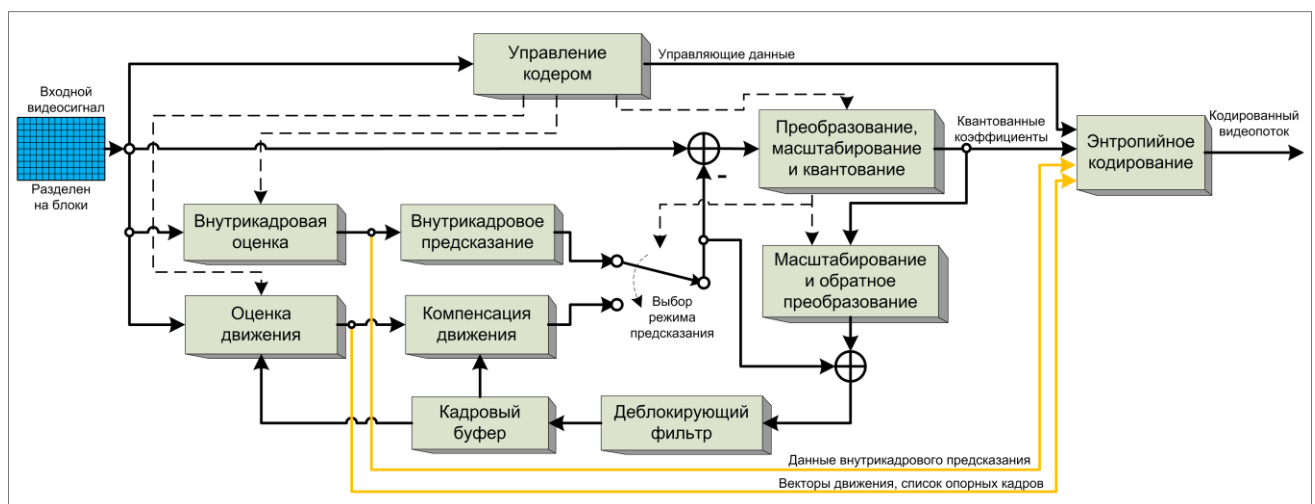 Управление
кодером
Управляющие данные
Входной
видеосигнал
Разделен
на блоки
Преобразование,
масштабирование
и квантование
Квантованные
коэффициенты
Энтропийное
кодирование
Кодированный
видеопоток
-
Внутрикадровая
оценка
Внутрикадровое
предсказание
Масштабирование
и обратное
преобразование
Оценка
движения
Компенсация
движения
Выбор
режима
предсказания
Кадровый
буфер
Деблокирующий
фильтр
Данные внутрикадрового предсказания
Векторы движения, список опорных кадров